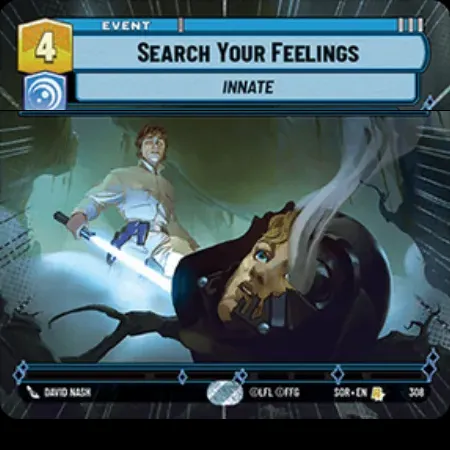 4
EVENT
SEARCH YOUR FEELINGS
INNATE
DAVID NASH
©LFL ©FFG
SOR • EN
308